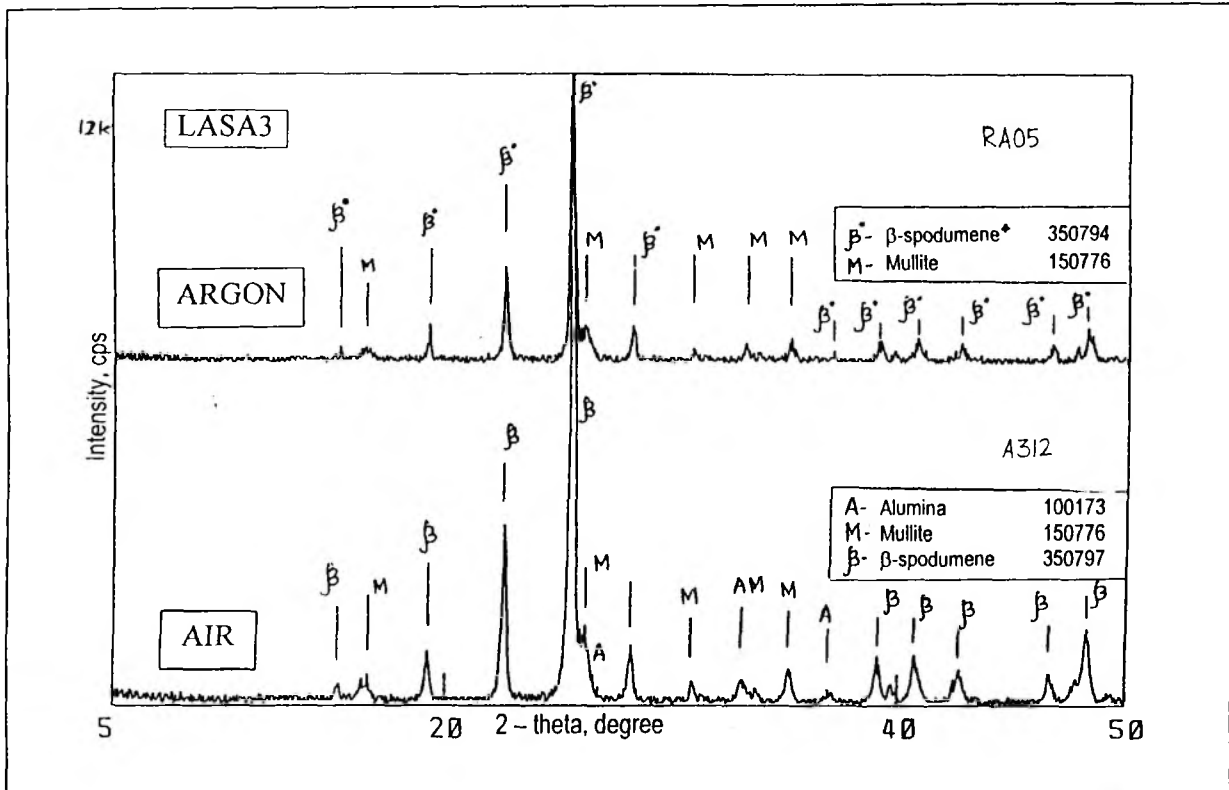 12k
LASA3
β*
RA05
β*
β*- β-spodumene* 350794
M- Mullite 150776
β*
β*
M
β*
M
M
M
M
ARGON
β*
β*
β*
β*
β*
β*
Intensity, cps
β
β
A312
A- Alumina 100173
M- Mullite 150776
β- β-spodumene 350797
β
β
M
M
M
A M
M
A
β
β
β
β
β
AIR
A
5
20
2 – theta, degree
40
50